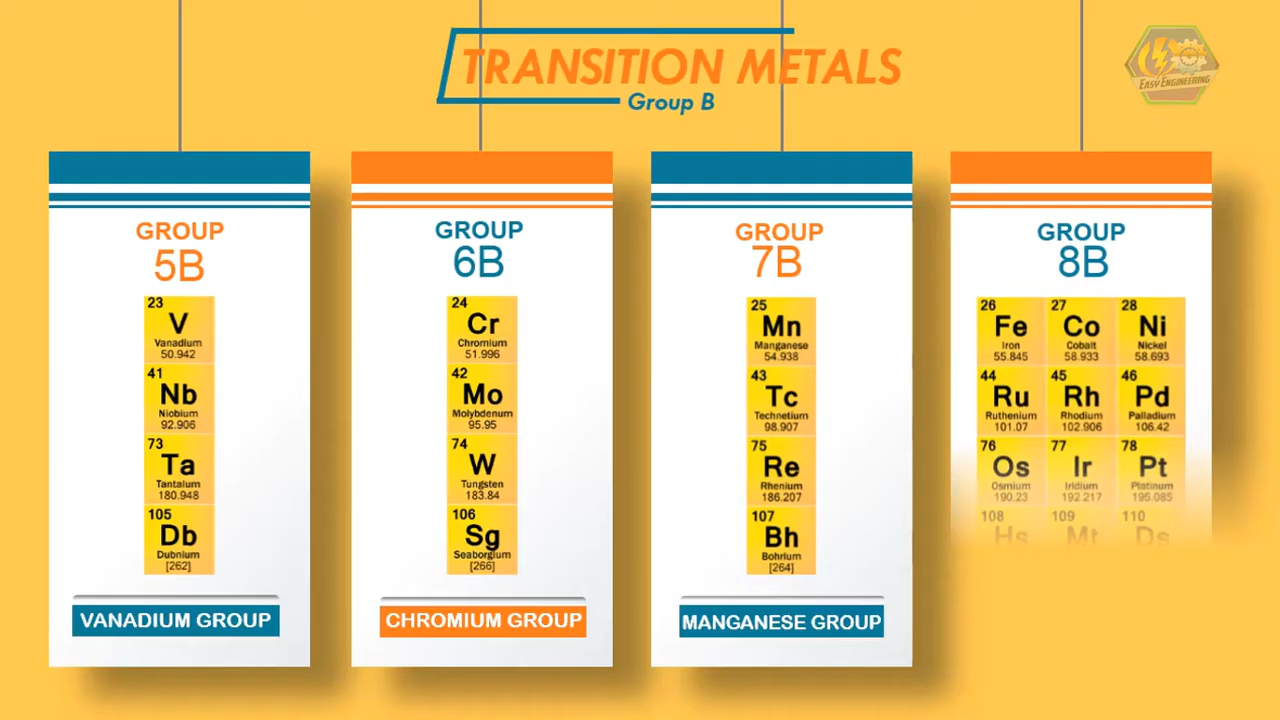 TRANSITION METALS
Group B
EASY ENGINEERING
GROUP
5B
23
V
Vanadium
50.942
41
Nb
Niobium
92.906
73
Ta
Tantalum
180.948
105
Db
Dubnium
[262]
VANADIUM GROUP
GROUP
6B
24
Cr
Chromium
51.996
42
Mo
Molybdenum
95.95
74
W
Tungsten
183.84
106
Sg
Seaborgium
[266]
CHROMIUM GROUP
GROUP
7B
25
Mn
Manganese
54.938
43
Tc
Technetium
98.907
75
Re
Rhenium
186.207
107
Bh
Bohrium
[264]
MANGANESE GROUP
GROUP
8B
26 27 28
Fe Co Ni
Iron Cobalt Nickel
55.845 58.933 58.693
44 45 46
Ru Rh Pd
Ruthenium Rhodium Palladium
101.07 102.906 106.42
76 77 78
Os Ir Pt
Osmium Iridium Platinum
190.23 192.217 195.085
108 109 110
Hs Mt Ds